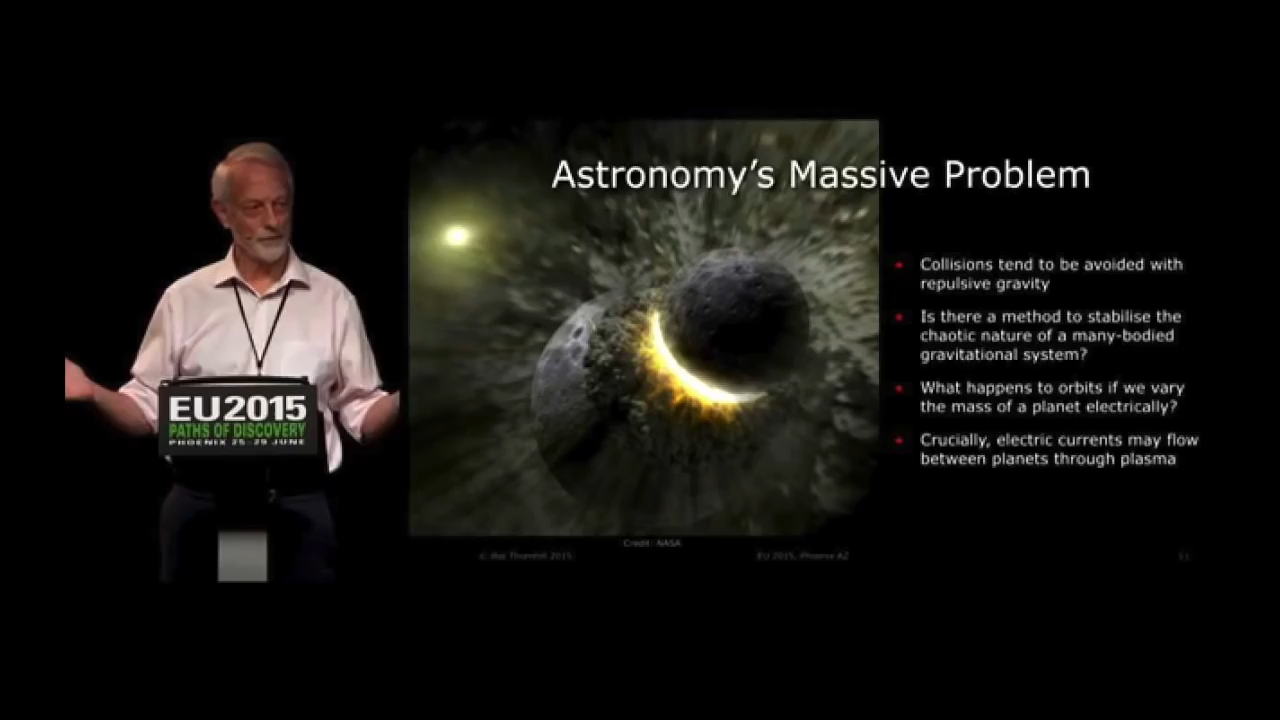 Astronomy's Massive Problem
Collisions tend to be avoided with
repulsive gravity
Is there a method to stabilise the
chaotic nature of a many-bodied
gravitational system?
What happens to orbits if we vary
the mass of a planet electrically?
Crucially, electric currents may flow
between planets through plasma
EU2015
PATHS OF DISCOVERY
PHOENIX 25-29 JUNE
Credit: NASA
Thornhill 2015
EU 2015, Phoenix AZ